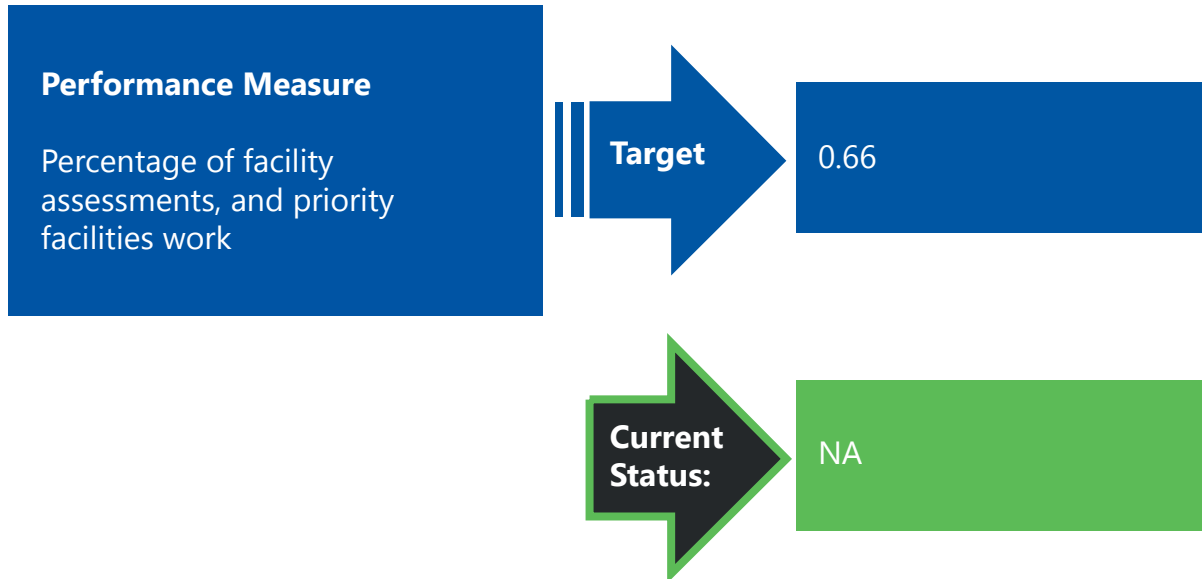 Performance Measure
Percentage of facility
assessments, and priority
facilities work
Target
0.66
Current
Status:
NA